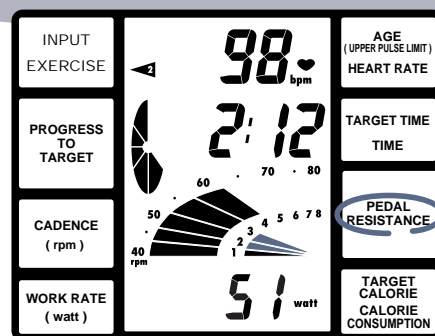 INPUT
EXERCISE
PROGRESS
TO
TARGET
CADENCE
( rpm )
WORK RATE
( watt )
2
98
bpm
2:12
60 · 70 · 80
50
40
rpm
1 2 3 4 5 6 7 8
51 watt
AGE
( UPPER PULSE LIMIT )
HEART RATE
TARGET TIME
TIME
PEDAL
RESISTANCE
TARGET
CALORIE
CALORIE
CONSUMPTION